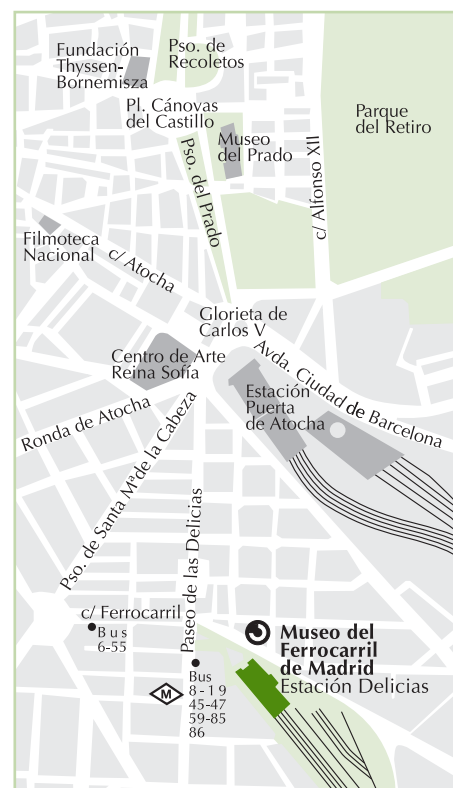 Fundación
Thyssen-
Bornemisza
Pso. de
Recoletos
Pl. Cánovas
del Castillo
Museo
del Prado
Parque
del Retiro
Pso. del Prado
c/ Alfonso XII
Filmoteca
Nacional
c/ Atocha
Glorieta de
Carlos V
Centro de Arte
Reina Sofía
Avda. Ciudad de Barcelona
Estación
Puerta
de Atocha
Ronda de Atocha
Pso. de Santa Mª de la Cabeza
Paseo de las Delicias
c/ Ferrocarril
Bus
6-55
Museo del
Ferrocarril
de Madrid
Estación Delicias
M
Bus
8-19
45-47
59-85
86